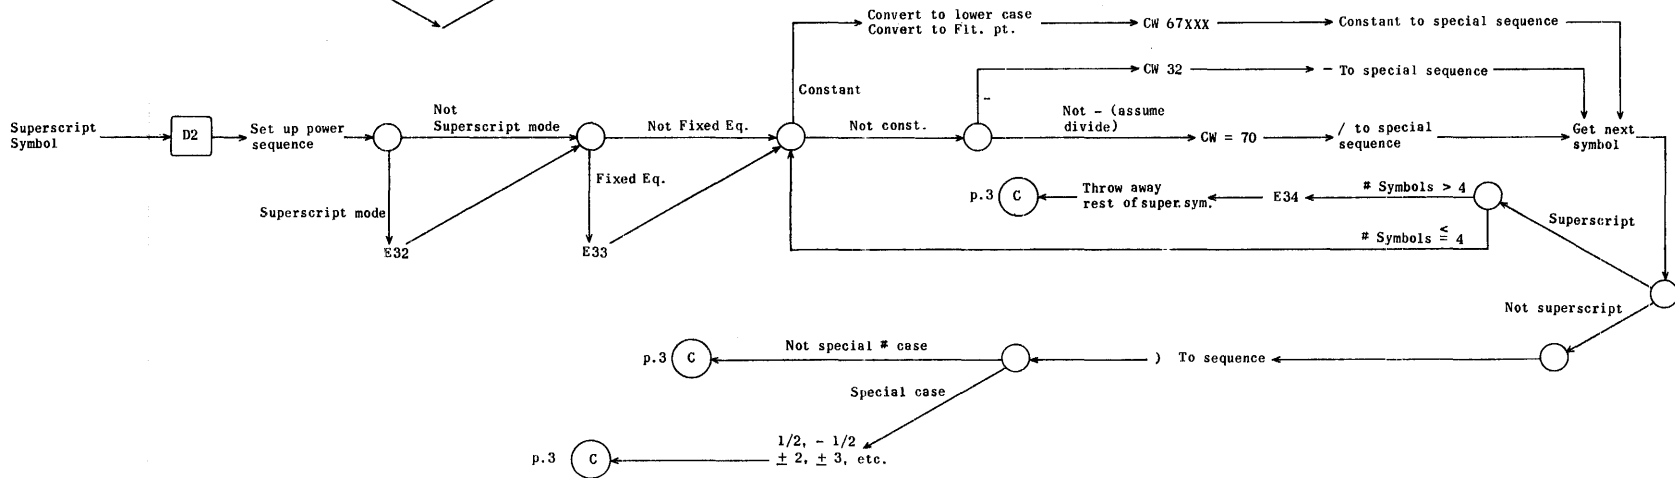 Convert to lower case
Convert to Flt. pt.
CW 67XXX
Constant to special sequence
CW 32
- To special sequence
Constant
-
Superscript
Symbol
D2
Set up power
sequence
Not
Superscript mode
Not Fixed Eq.
Not const.
Not - (assume
divide)
CW = 70
/ to special
sequence
Get next
symbol
Superscript mode
E32
Fixed Eq.
E33
p.3
C
Throw away
rest of super.sym.
E34
# Symbols > 4
# Symbols ≦ 4
Superscript
Not superscript
p.3
C
Not special # case
) To sequence
Special case
1/2, - 1/2
± 2, ± 3, etc.
p.3
C